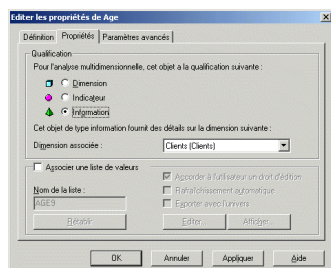 Editer les propriétés de Age
Définition Propriétés Paramètres avancés
Qualification
Pour l'analyse multidimensionnelle, cet objet a la qualification suivante :
Dimension
Indicateur
Information
Cet objet de type information fournit des détails sur la dimension suivante :
Dimension associée : Clients (Clients)
Associer une liste de valeurs
Nom de la liste :
AGE9
Rétablir
Accorder à l'utilisateur un droit d'édition
Rafraîchissement automatique
Exporter avec l'univers
Editer... Afficher...
OK Annuler Appliquer Aide